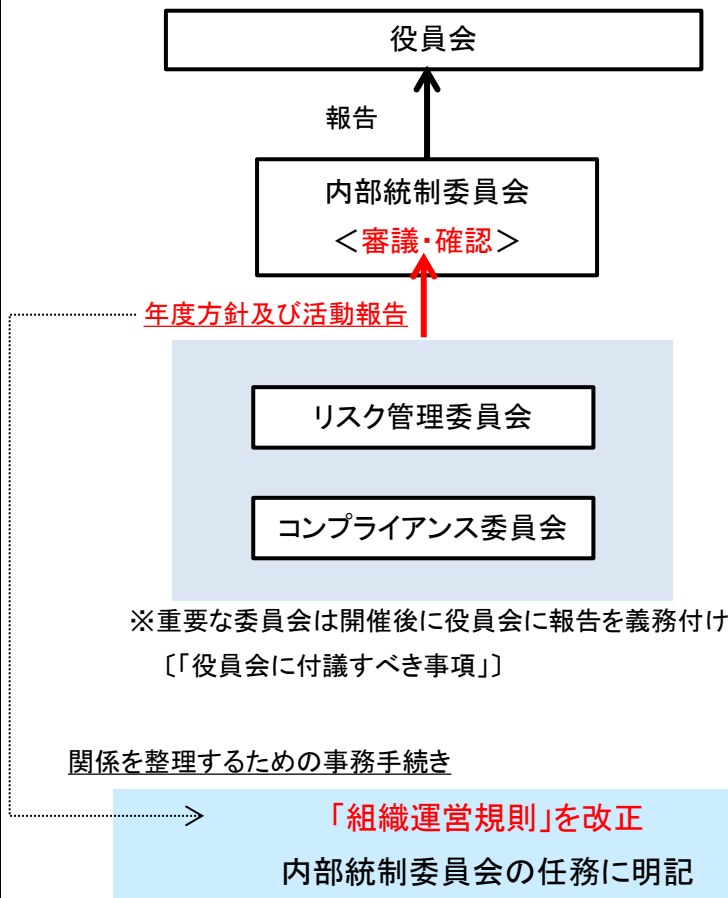 役員会
報告
内部統制委員会
＜審議・確認＞
年度方針及び活動報告
リスク管理委員会
コンプライアンス委員会
※重要な委員会は開催後に役員会に報告を義務付け
〔「役員会に付議すべき事項」〕
関係を整理するための事務手続き
「組織運営規則」を改正
内部統制委員会の任務に明記